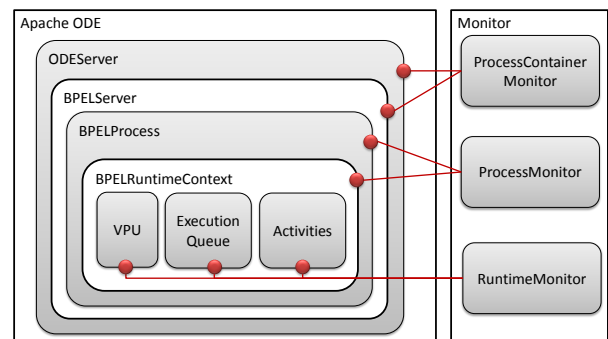 Apache ODE
ODEServer
BPELServer
BPELProcess
BPELRuntimeContext
VPU
Execution
Queue
Activities
Monitor
ProcessContainer
Monitor
ProcessMonitor
RuntimeMonitor